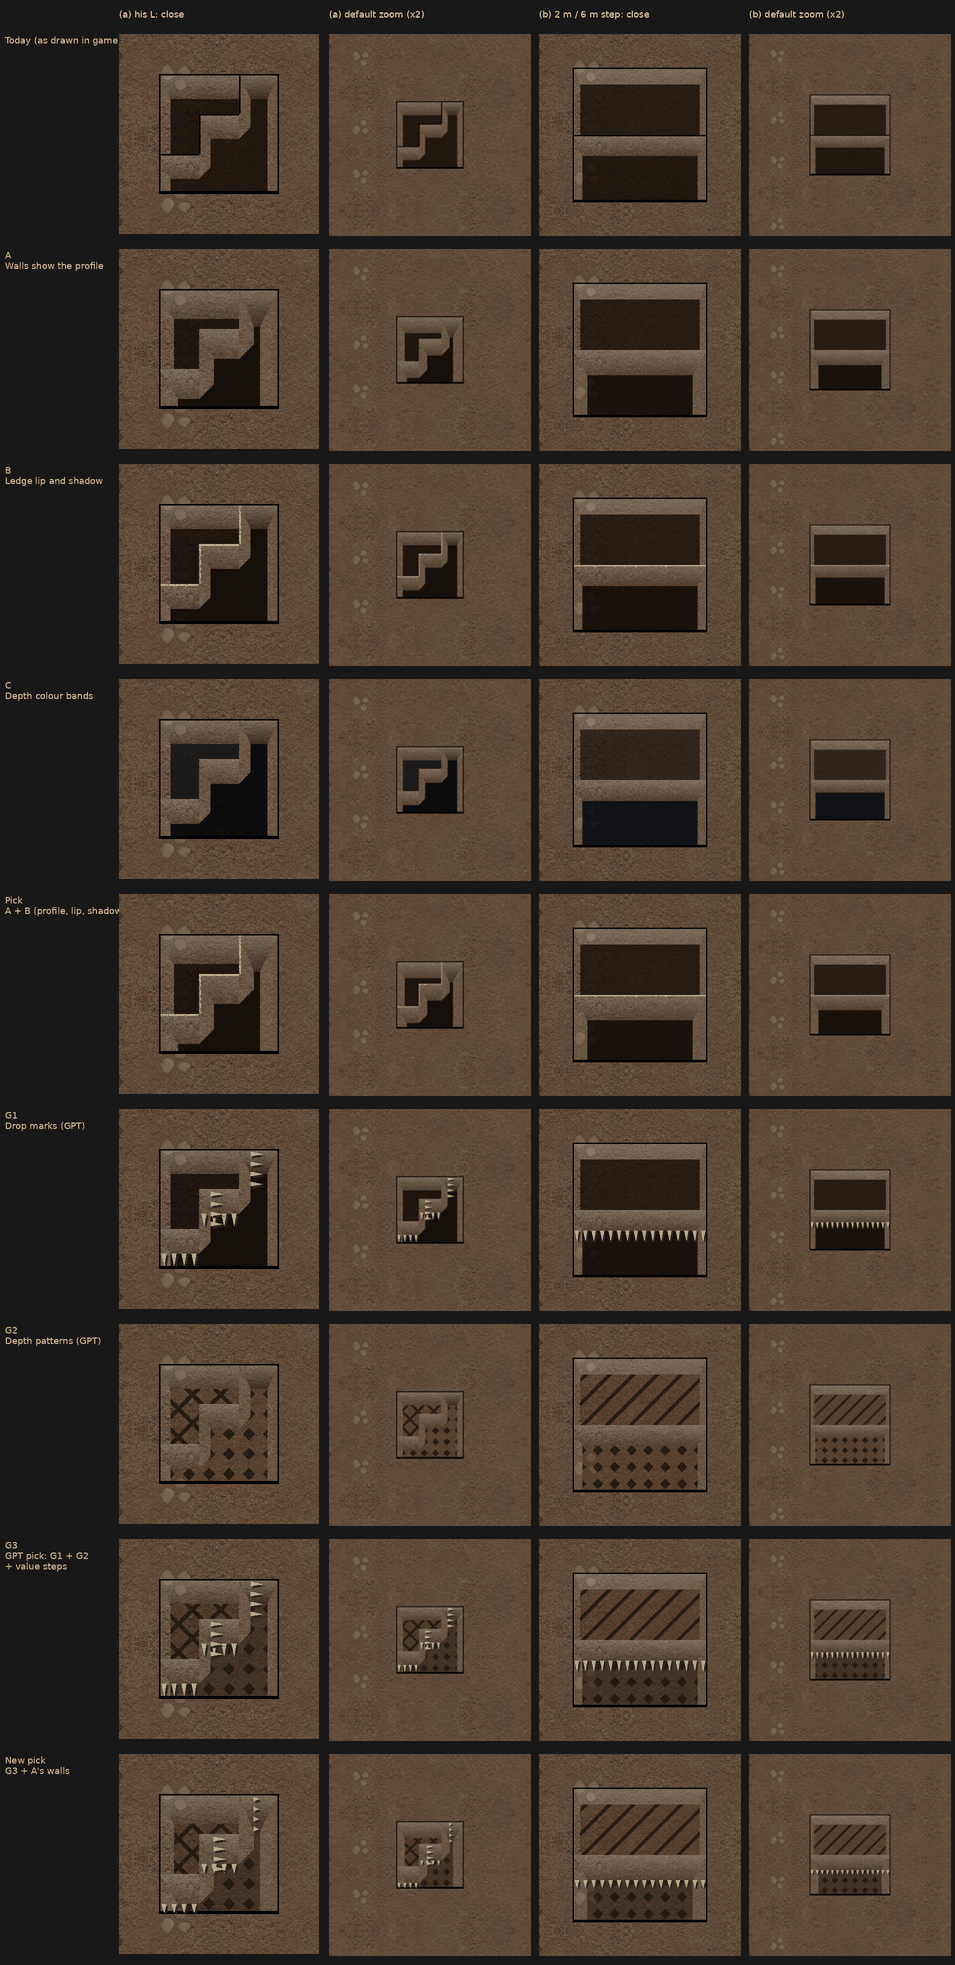 (a) his L: close
(a) default zoom (x2)
(b) 2 m / 6 m step: close
(b) default zoom (x2)
Today (as drawn in game
A
Walls show the profile
B
Ledge lip and shadow
C
Depth colour bands
Pick
A + B (profile, lip, shadow
G1
Drop marks (GPT)
G2
Depth patterns (GPT)
G3
GPT pick: G1 + G2
+ value steps
New pick
G3 + A's walls